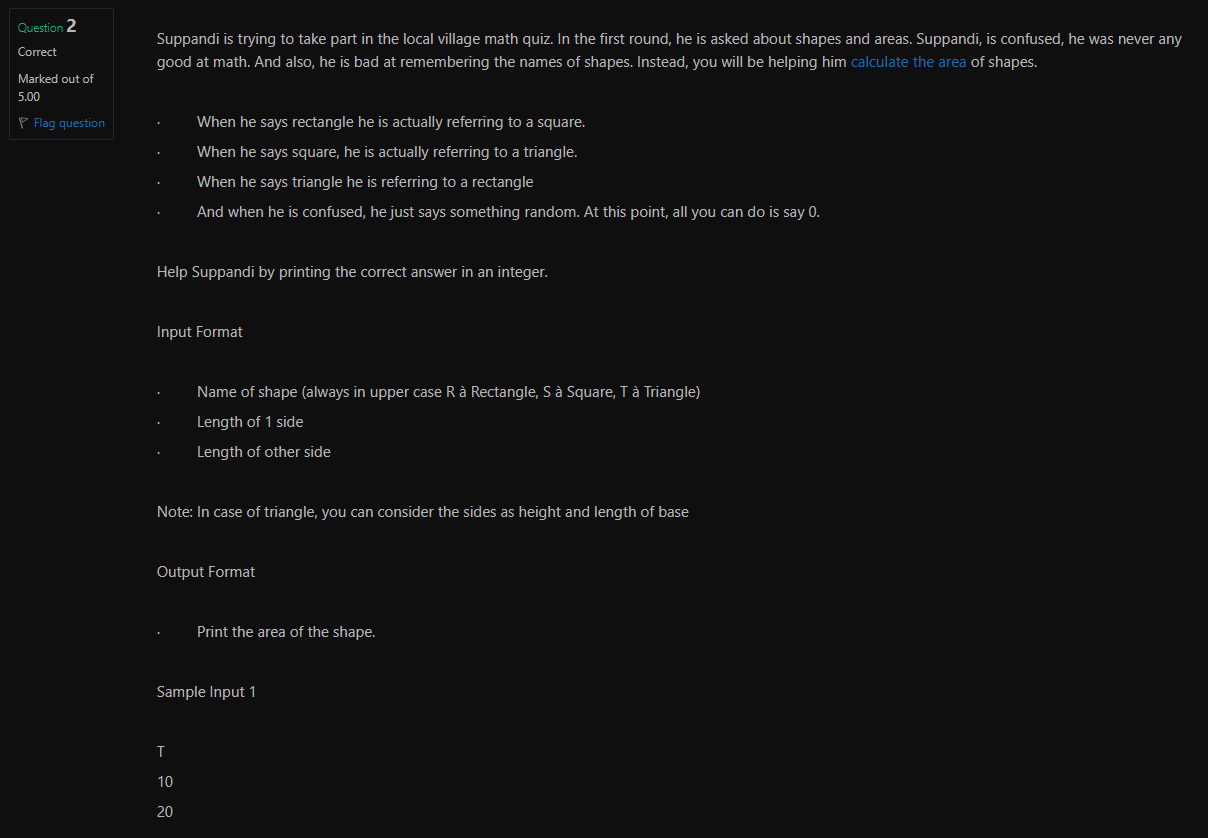 Question 2
Correct
Marked out of
5.00
Flag question
Suppandi is trying to take part in the local village math quiz. In the first round, he is asked about shapes and areas. Suppandi, is confused, he was never any
good at math. And also, he is bad at remembering the names of shapes. Instead, you will be helping him calculate the area of shapes.
· When he says rectangle he is actually referring to a square.
· When he says square, he is actually referring to a triangle.
· When he says triangle he is referring to a rectangle
· And when he is confused, he just says something random. At this point, all you can do is say 0.
Help Suppandi by printing the correct answer in an integer.
Input Format
· Name of shape (always in upper case R à Rectangle, S à Square, T à Triangle)
· Length of 1 side
· Length of other side
Note: In case of triangle, you can consider the sides as height and length of base
Output Format
· Print the area of the shape.
Sample Input 1
T
10
20